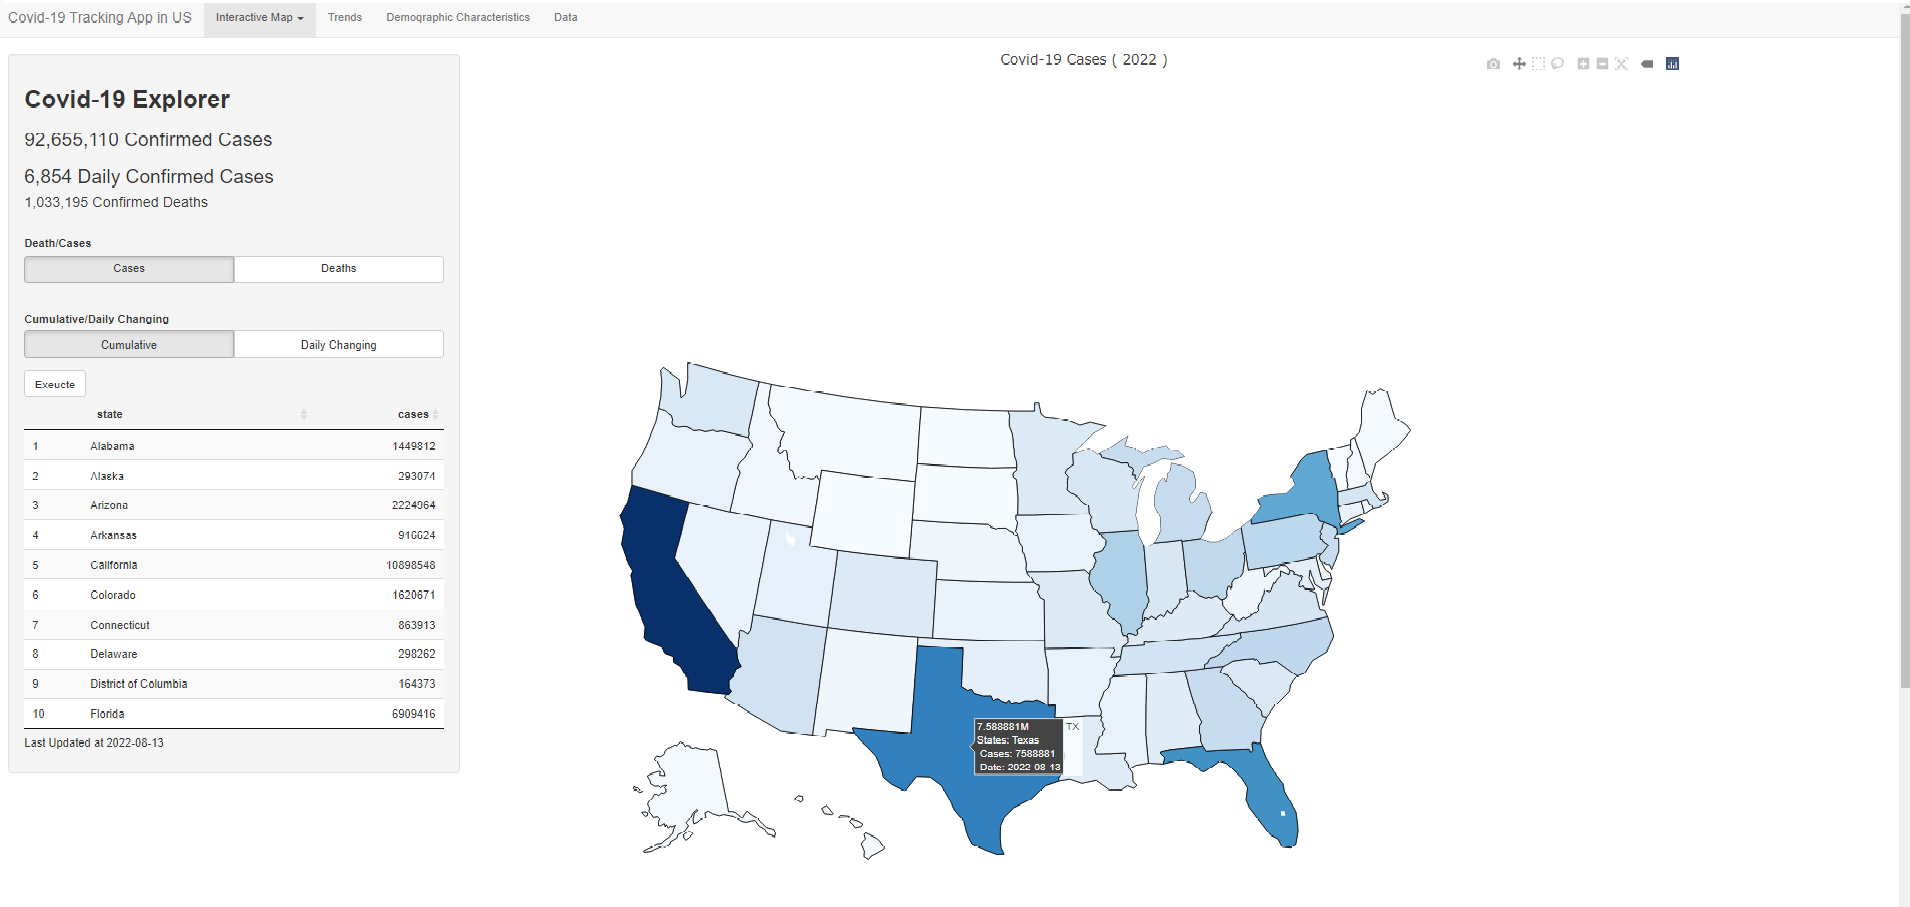 Covid-19 Tracking App in US Interactive Map Trends Demographic Characteristics Data
Covid-19 Explorer
92,655,110 Confirmed Cases
6,854 Daily Confirmed Cases
1,033,195 Confirmed Deaths
Death/Cases
Cases Deaths
Cumulative/Daily Changing
Cumulative Daily Changing
Exeucte
state cases
1 Alabama 1449812
2 Alaska 293074
3 Arizona 2224964
4 Arkansas 916624
5 California 10898548
6 Colorado 1620671
7 Connecticut 863913
8 Delaware 298262
9 District of Columbia 164373
10 Florida 6909416
Last Updated at 2022-08-13
Covid-19 Cases ( 2022 )
7.588881M TX
States: Texas
Cases: 7588881
Date: 2022-08-13